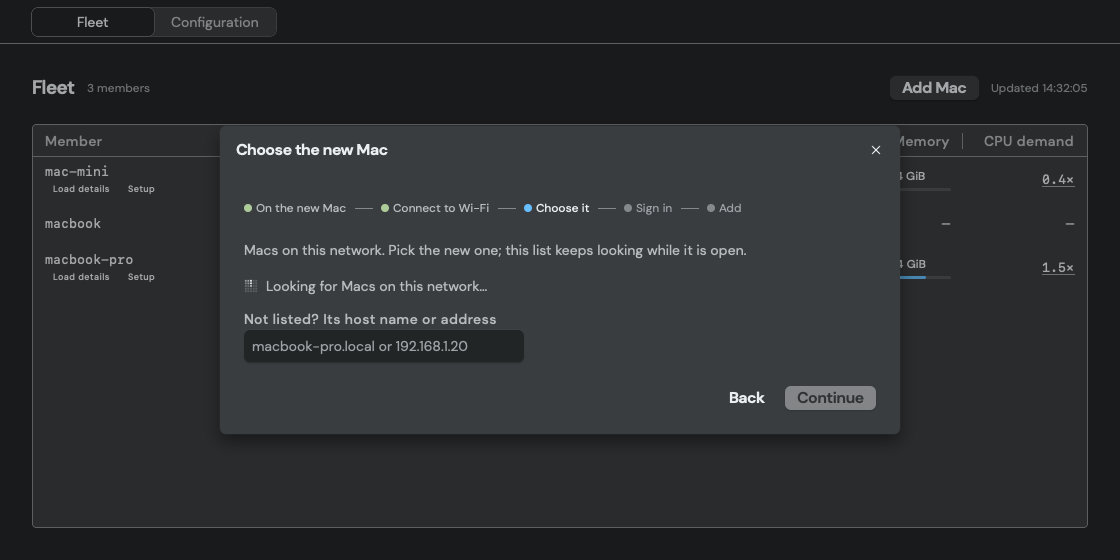 Fleet Configuration
Fleet 3 members Add Mac Updated 14:32:05
Member Memory CPU demand
mac-mini GiB 0.4×
Load details Setup
macbook — —
macbook-pro GiB 1.5×
Load details Setup
Choose the new Mac ×
On the new Mac — Connect to Wi-Fi — Choose it — Sign in — Add
Macs on this network. Pick the new one; this list keeps looking while it is open.
Looking for Macs on this network…
Not listed? Its host name or address
macbook-pro.local or 192.168.1.20
Back Continue